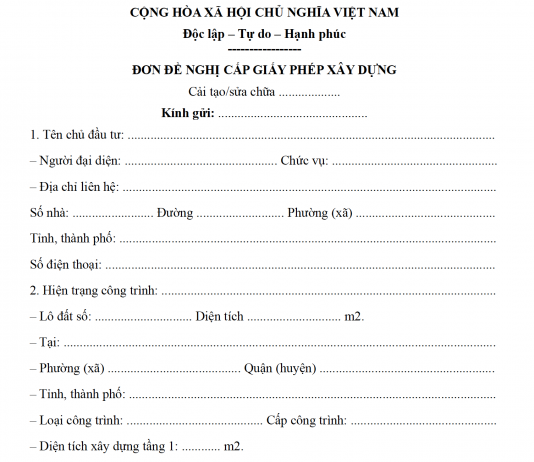 CỘNG HÒA XÃ HỘI CHỦ NGHĨA VIỆT NAM
Độc lập – Tự do – Hạnh phúc
-----------------
ĐƠN ĐỀ NGHỊ CẤP GIẤY PHÉP XÂY DỰNG
Cải tạo/sửa chữa ...................
Kính gửi: ..............................................
1. Tên chủ đầu tư: ..................................................................................................................
– Người đại diện: ............................................... Chức vụ: ...................................................
– Địa chỉ liên hệ: ....................................................................................................................
Số nhà: ......................... Đường ........................... Phường (xã) ...........................................
Tỉnh, thành phố: .....................................................................................................................
Số điện thoại: .........................................................................................................................
2. Hiện trạng công trình: ........................................................................................................
– Lô đất số: .............................. Diện tích ............................. m2.
– Tại: .......................................................................................................................................
– Phường (xã) ......................................... Quận (huyện) ......................................................
– Tỉnh, thành phố: ..................................................................................................................
– Loại công trình: .......................................... Cấp công trình: .............................................
– Diện tích xây dựng tầng 1: ............ m2.